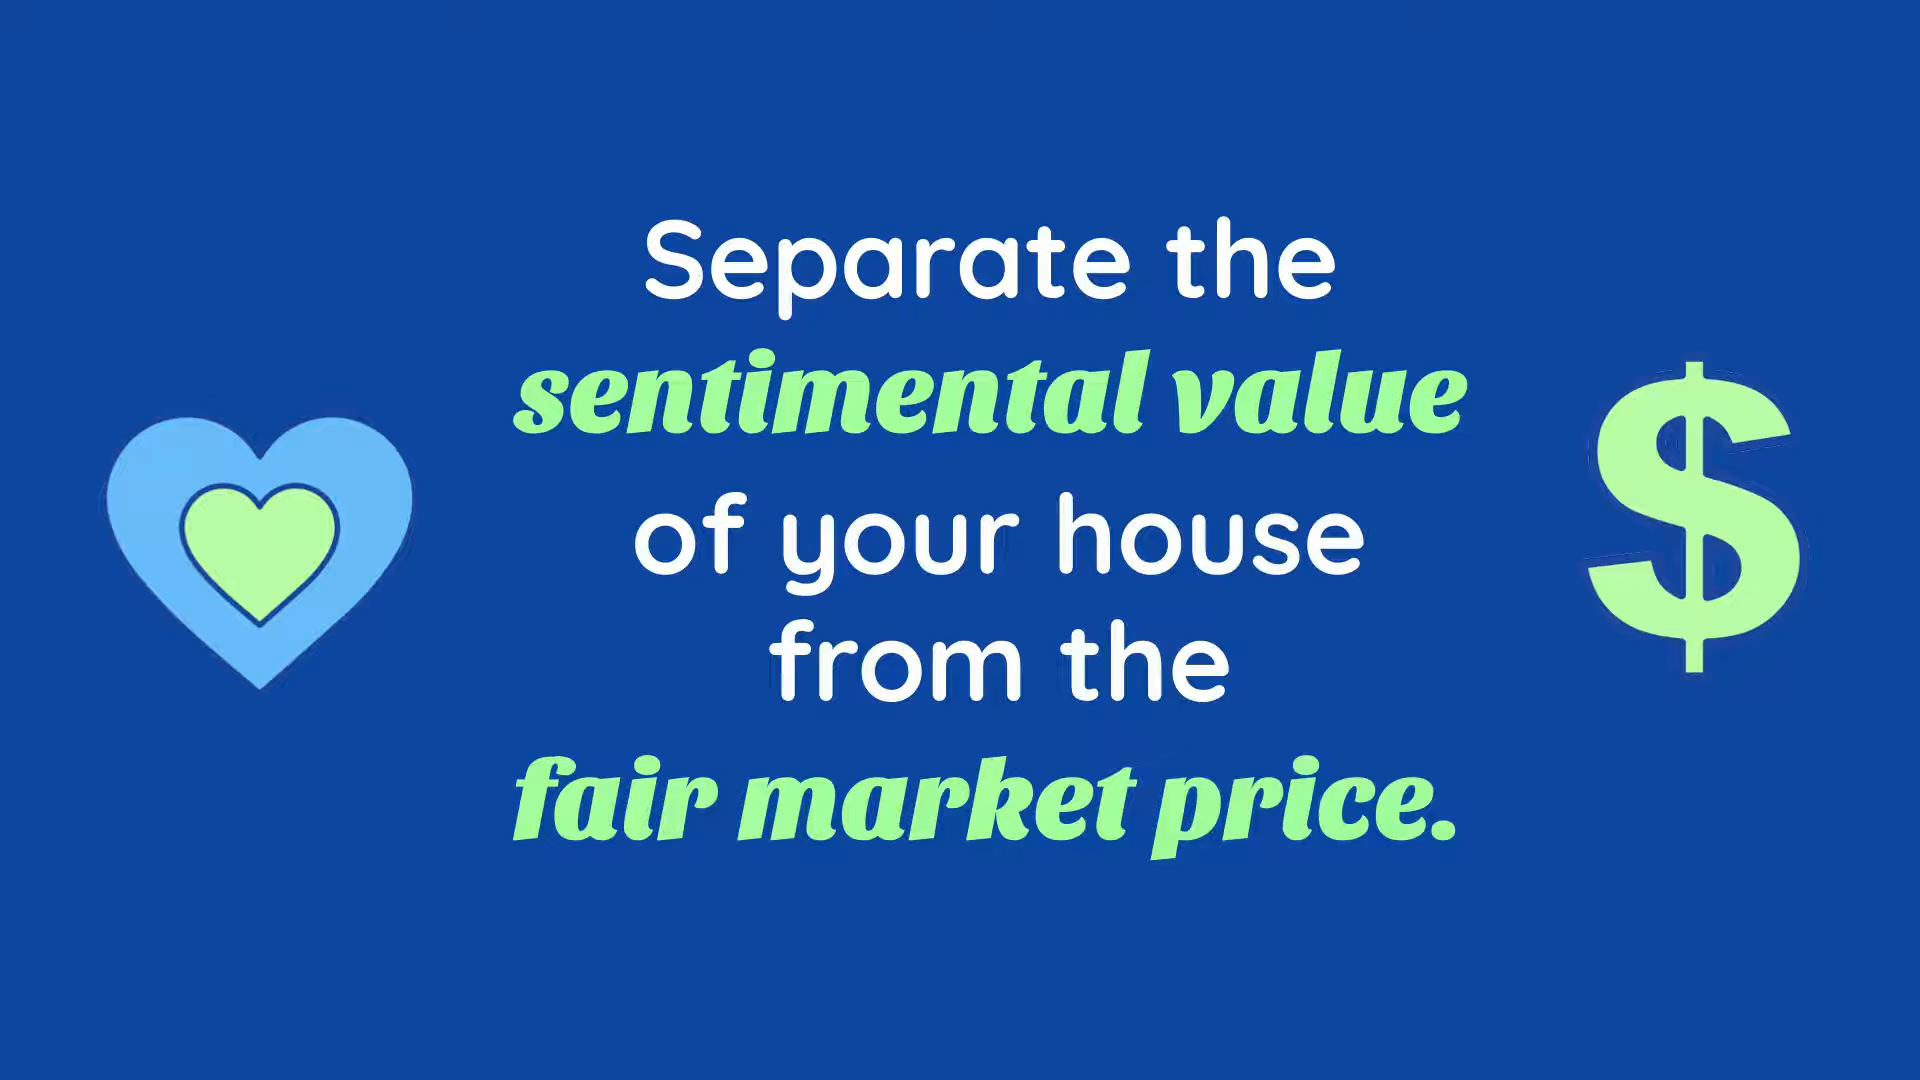 Separate the
sentimental value
of your house
from the
fair market price.
$